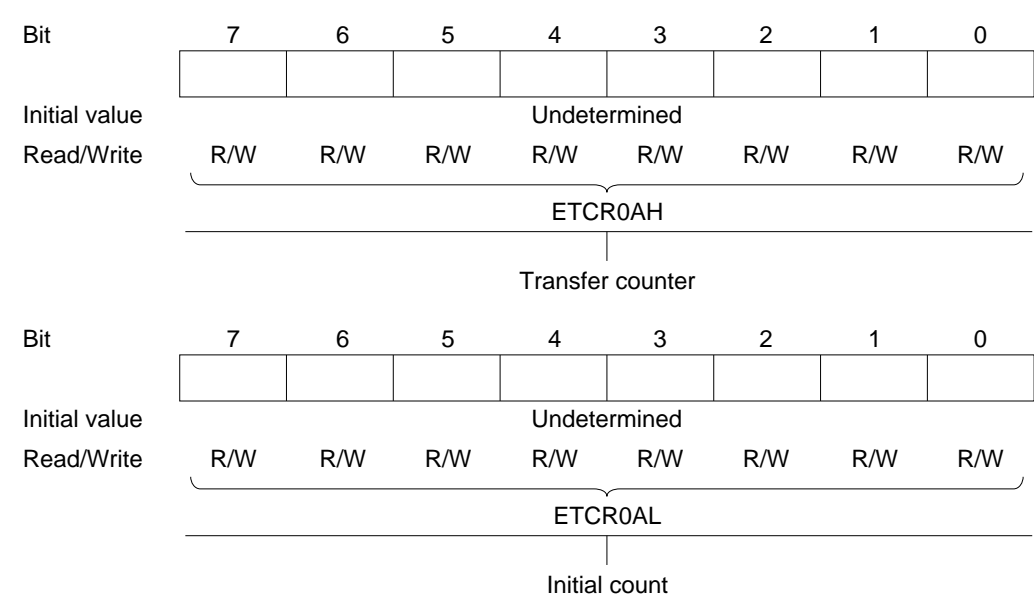 Bit 7 6 5 4 3 2 1 0
Initial value Undetermined
Read/Write R/W R/W R/W R/W R/W R/W R/W R/W
ETCR0AH
Transfer counter
Bit 7 6 5 4 3 2 1 0
Initial value Undetermined
Read/Write R/W R/W R/W R/W R/W R/W R/W R/W
ETCR0AL
Initial count